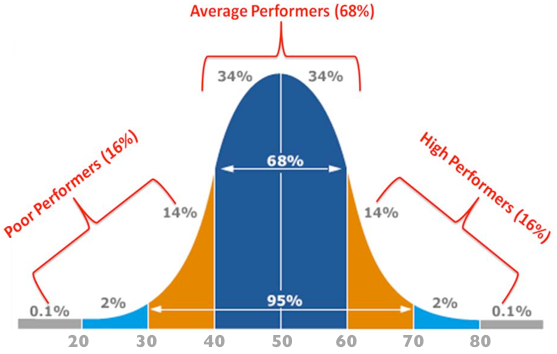 Average Performers (68%)
34% 34%
Poor Performers (16%)
High Performers (16%)
68%
14% 14%
95%
0.1% 2% 2% 0.1%
20 30 40 50 60 70 80